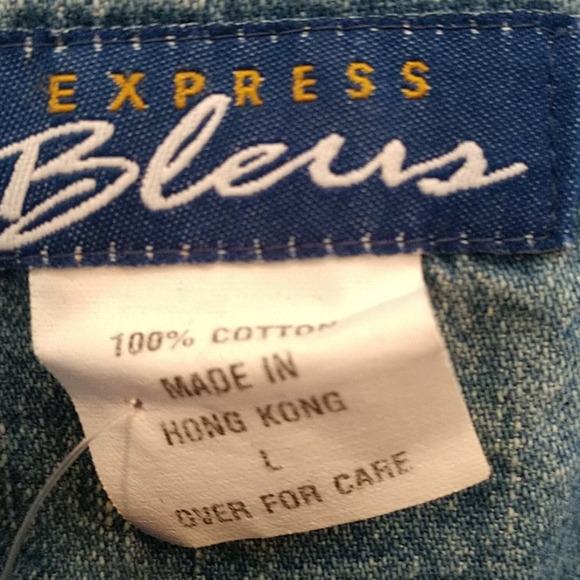 EXPRESS
Bleus
100% COTTON
MADE IN
HONG KONG
L
OVER FOR CARE